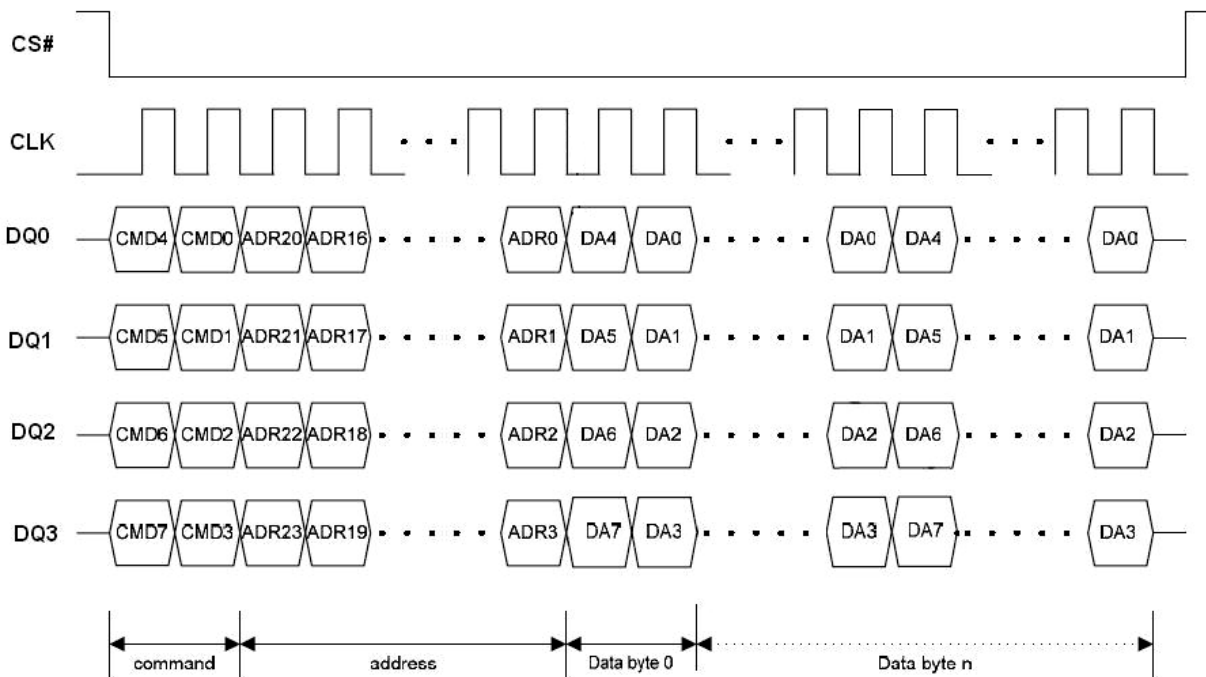 CS#
CLK
DQ0 CMD4 CMD0 ADR20 ADR16 ADR0 DA4 DA0 DA0 DA4 DA0
DQ1 CMD5 CMD1 ADR21 ADR17 ADR1 DA5 DA1 DA1 DA5 DA1
DQ2 CMD6 CMD2 ADR22 ADR18 ADR2 DA6 DA2 DA2 DA6 DA2
DQ3 CMD7 CMD3 ADR23 ADR19 ADR3 DA7 DA3 DA3 DA7 DA3
command address Data byte 0 Data byte n